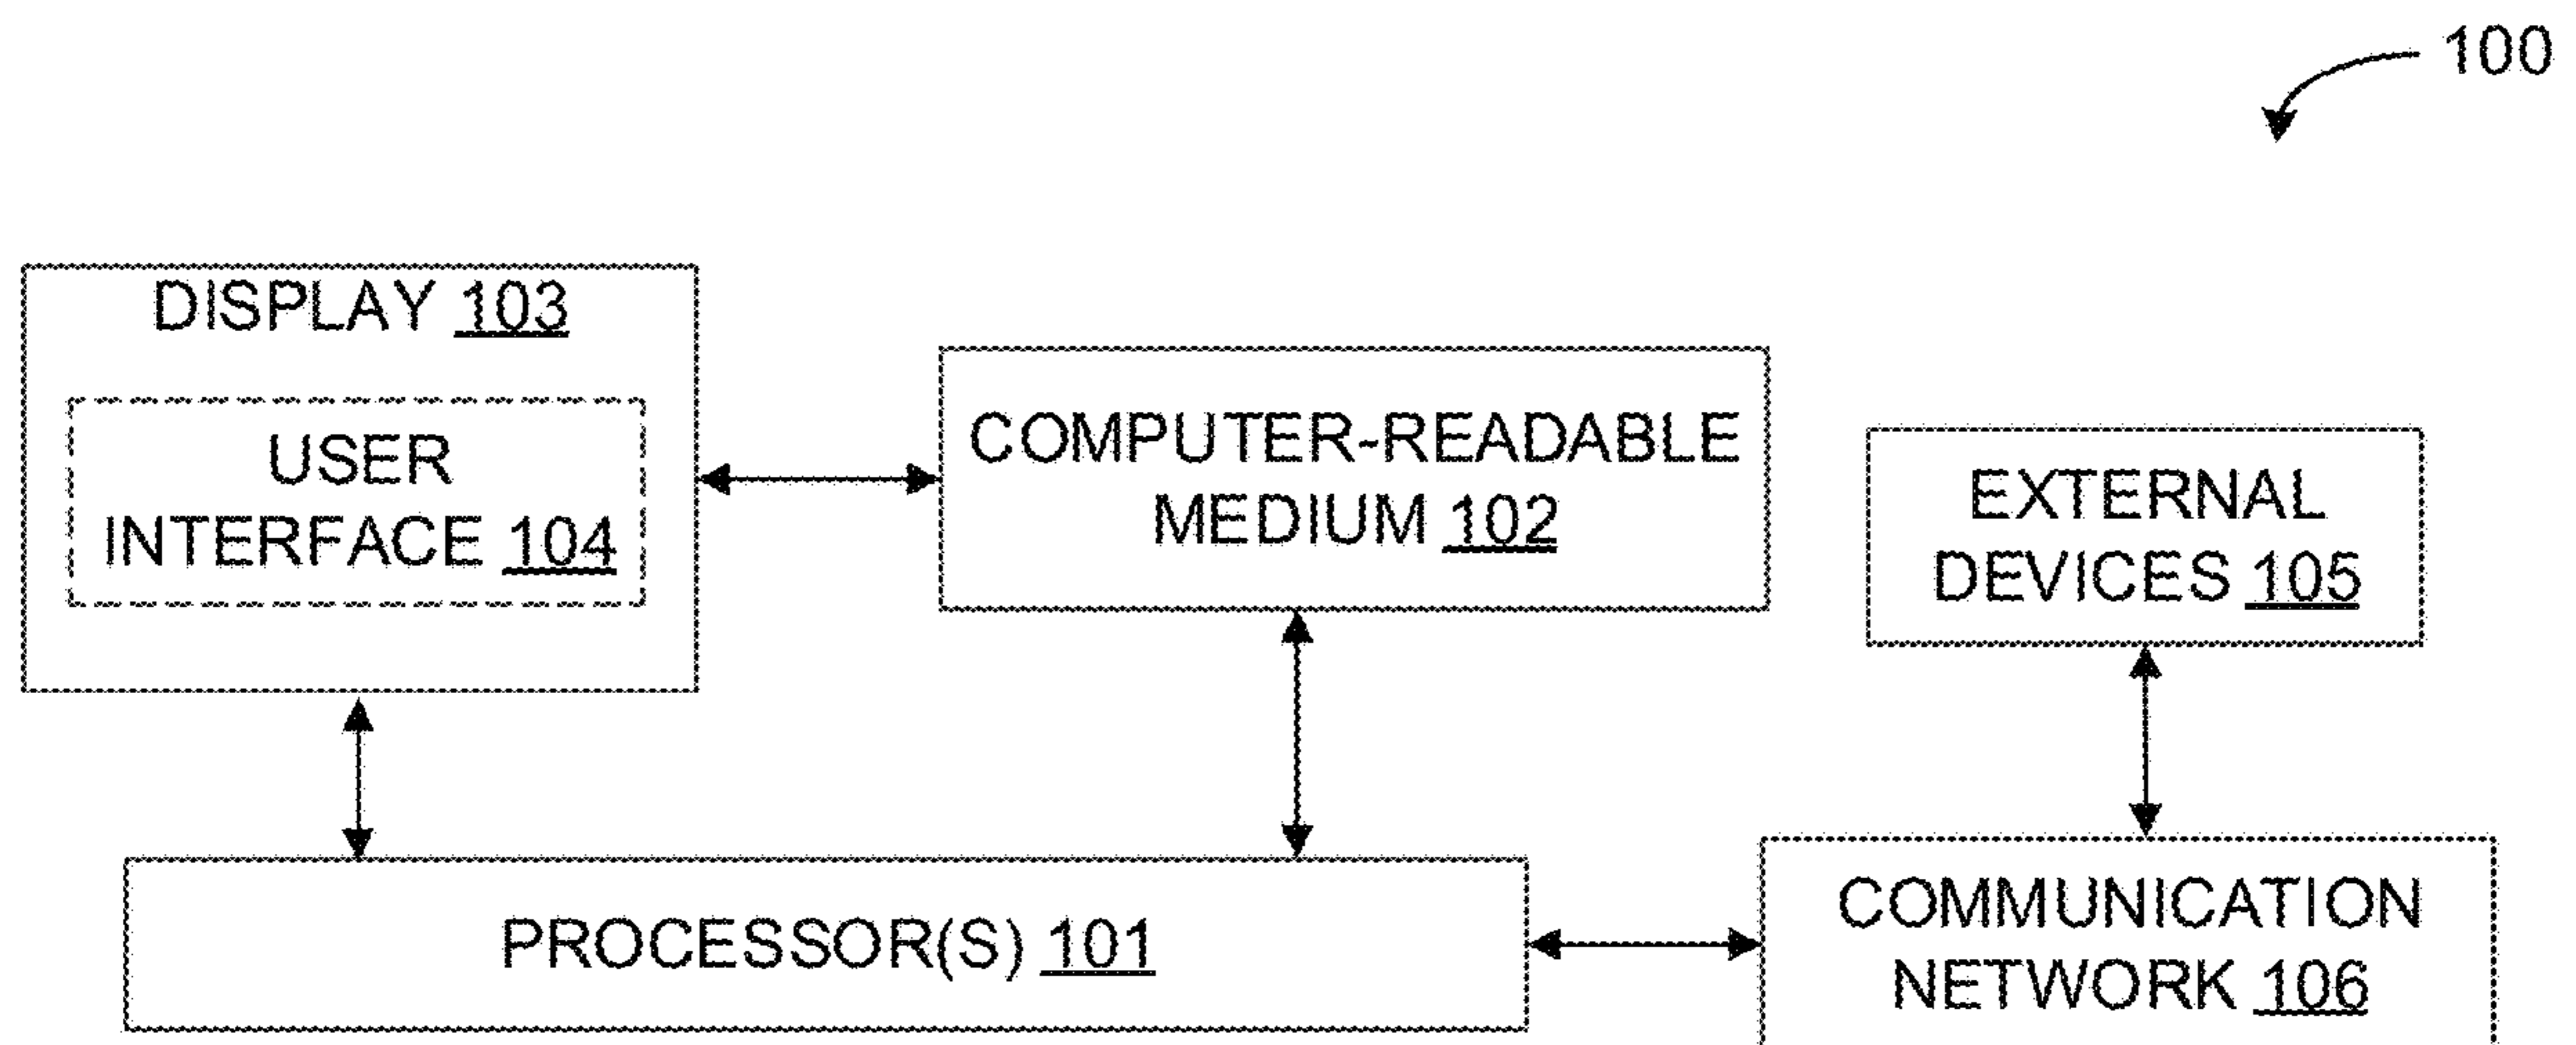 100
DISPLAY 103
USER
INTERFACE 104
COMPUTER-READABLE
MEDIUM 102
EXTERNAL
DEVICES 105
PROCESSOR(S) 101
COMMUNICATION
NETWORK 106